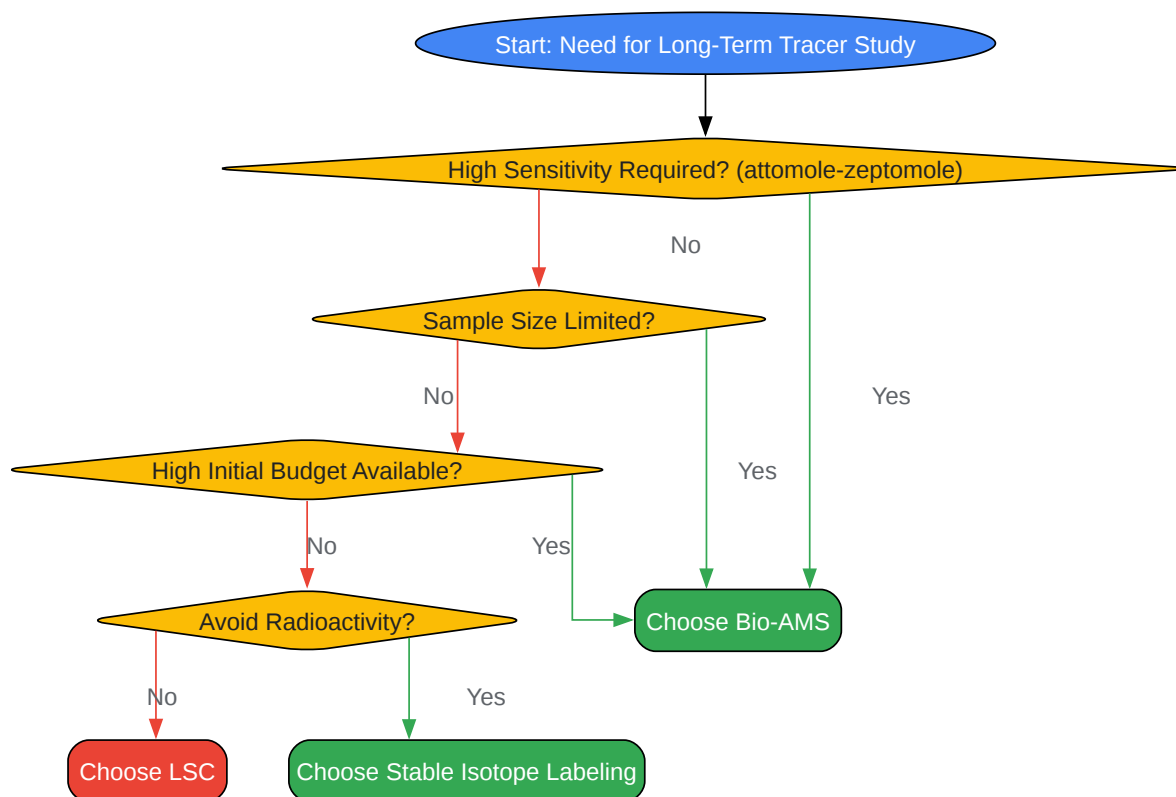 Start: Need for Long-Term Tracer Study
High Sensitivity Required? (attomole-zeptomole)
No
Sample Size Limited?
No
Yes
High Initial Budget Available?
Yes
No
Yes
Avoid Radioactivity?
Choose Bio-AMS
No
Yes
Choose LSC
Choose Stable Isotope Labeling